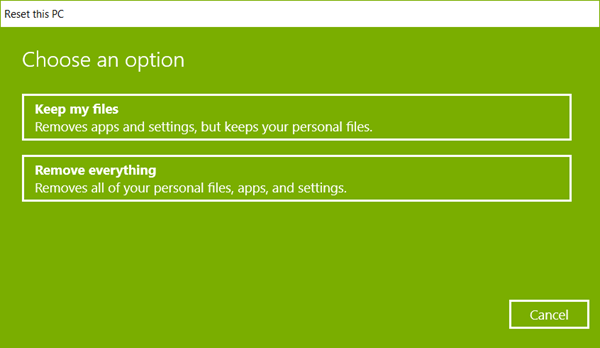 Reset this PC
Choose an option
Keep my files
Removes apps and settings, but keeps your personal files.
Remove everything
Removes all of your personal files, apps, and settings.
Cancel